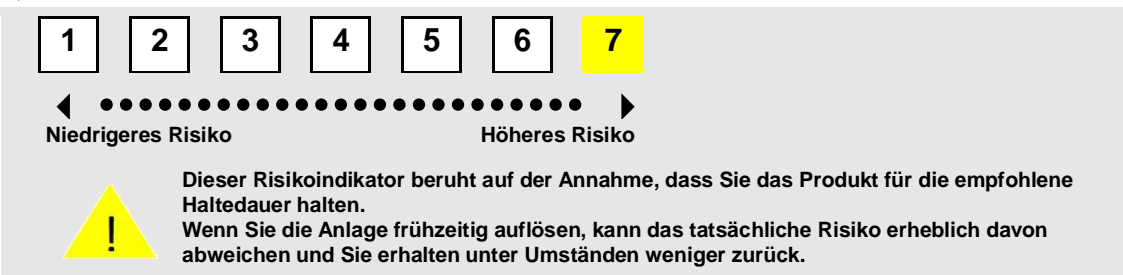 1 2 3 4 5 6 7
Niedrigeres Risiko Höheres Risiko
Dieser Risikoindikator beruht auf der Annahme, dass Sie das Produkt für die empfohlene
Haltedauer halten.
Wenn Sie die Anlage frühzeitig auflösen, kann das tatsächliche Risiko erheblich davon
abweichen und Sie erhalten unter Umständen weniger zurück.
!